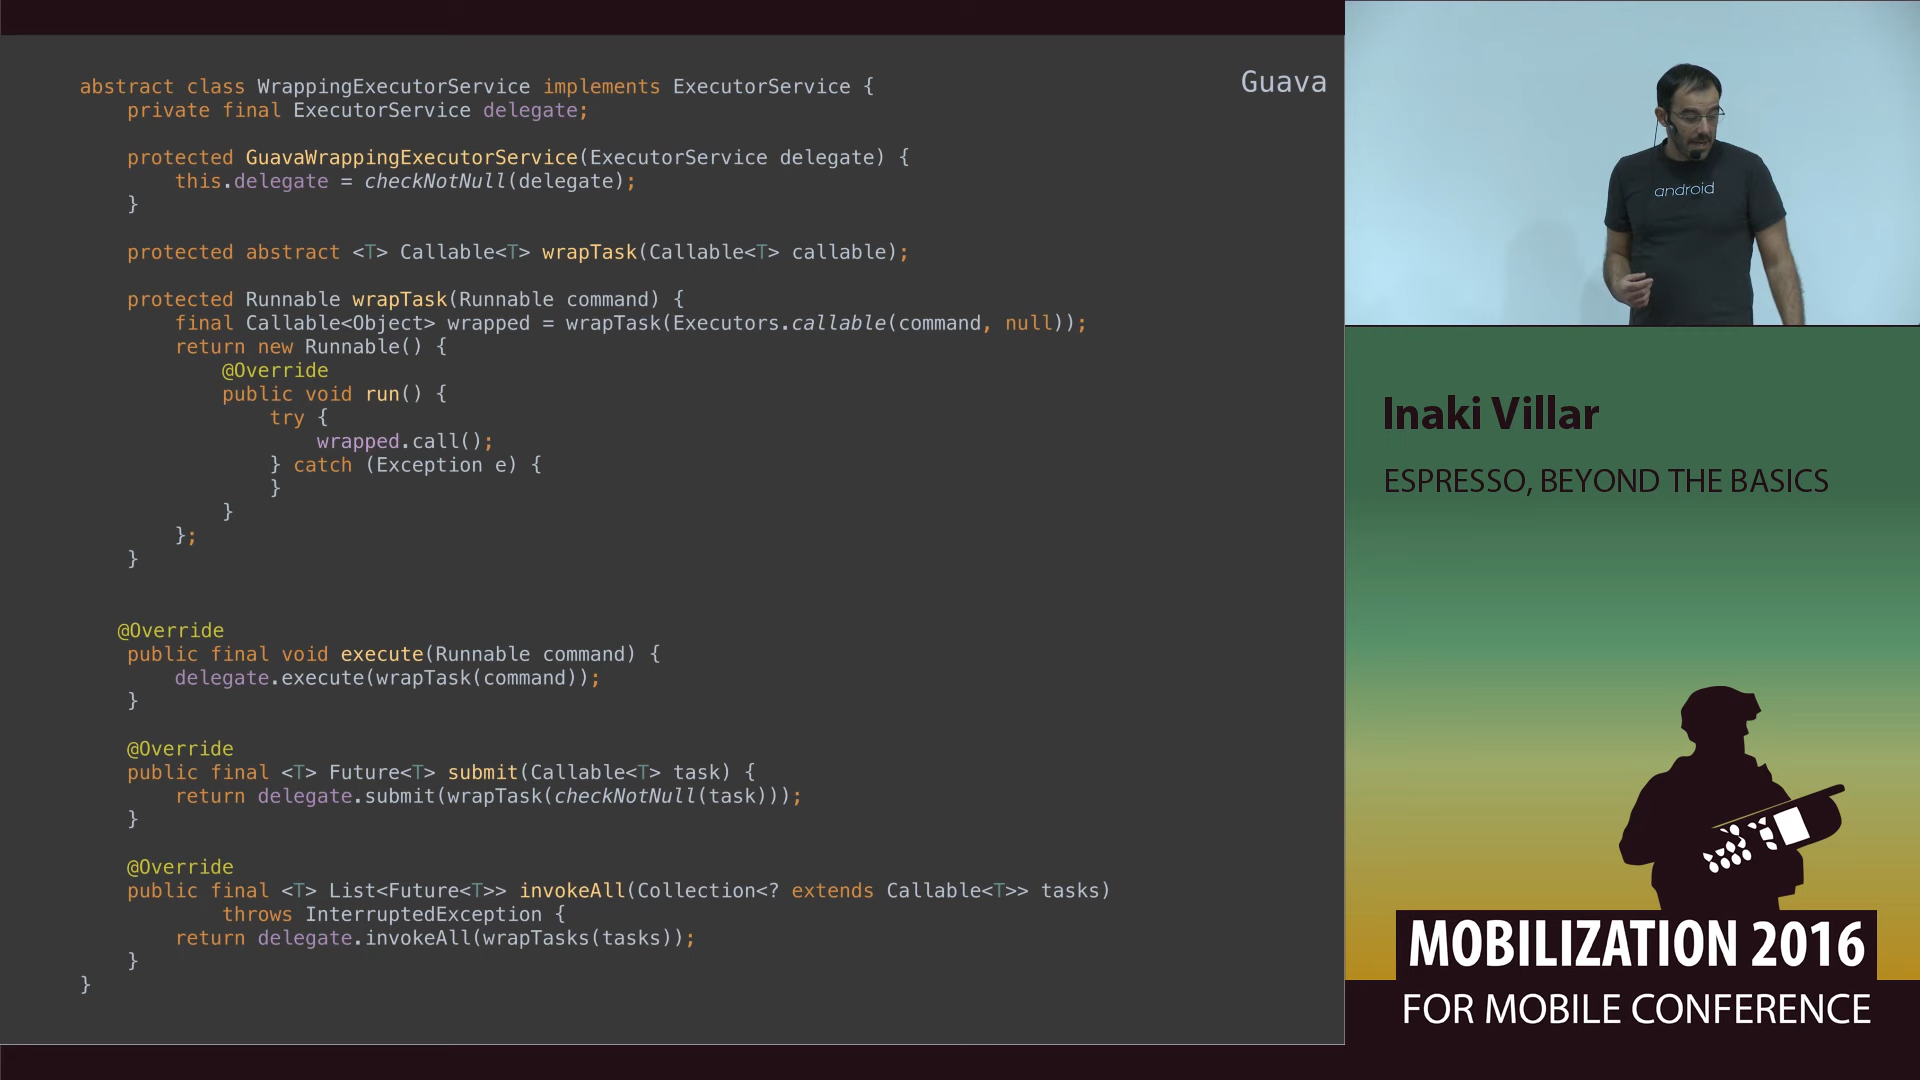 abstract class WrappingExecutorService implements ExecutorService {
    private final ExecutorService delegate;
    protected GuavaWrappingExecutorService(ExecutorService delegate) {
        this.delegate = checkNotNull(delegate);
    }
    protected abstract <T> Callable<T> wrapTask(Callable<T> callable);
    protected Runnable wrapTask(Runnable command) {
        final Callable<Object> wrapped = wrapTask(Executors.callable(command, null));
        return new Runnable() {
            @Override
            public void run() {
                try {
                    wrapped.call();
                } catch (Exception e) {
                }
            }
        };
    }
    @Override
    public final void execute(Runnable command) {
        delegate.execute(wrapTask(command));
    }
    @Override
    public final <T> Future<T> submit(Callable<T> task) {
        return delegate.submit(wrapTask(checkNotNull(task)));
    }
    @Override
    public final <T> List<Future<T>> invokeAll(Collection<? extends Callable<T>> tasks)
            throws InterruptedException {
        return delegate.invokeAll(wrapTasks(tasks));
    }
}
Guava
android
Inaki Villar
ESPRESSO, BEYOND THE BASICS
MOBILIZATION 2016
FOR MOBILE CONFERENCE